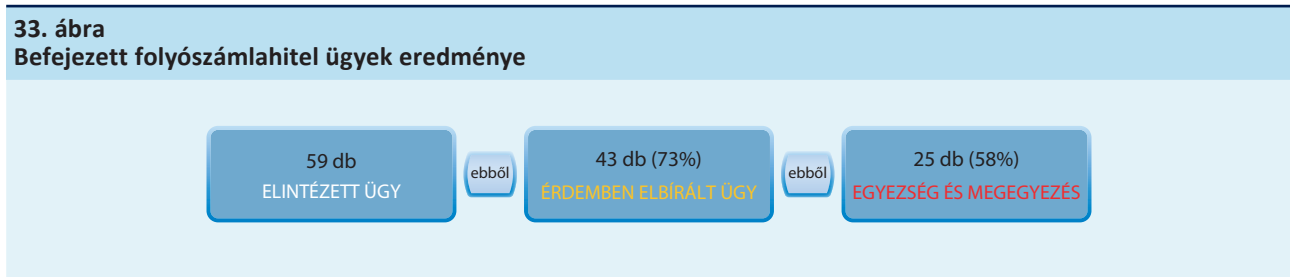 33. ábra
Befejezett folyószámlahitel ügyek eredménye
59 db
ELINTÉZETT ÜGY
ebből
43 db (73%)
ÉRDEMBEN ELBÍRÁLT ÜGY
ebből
25 db (58%)
EGYEZSÉG ÉS MEGEGYEZÉS